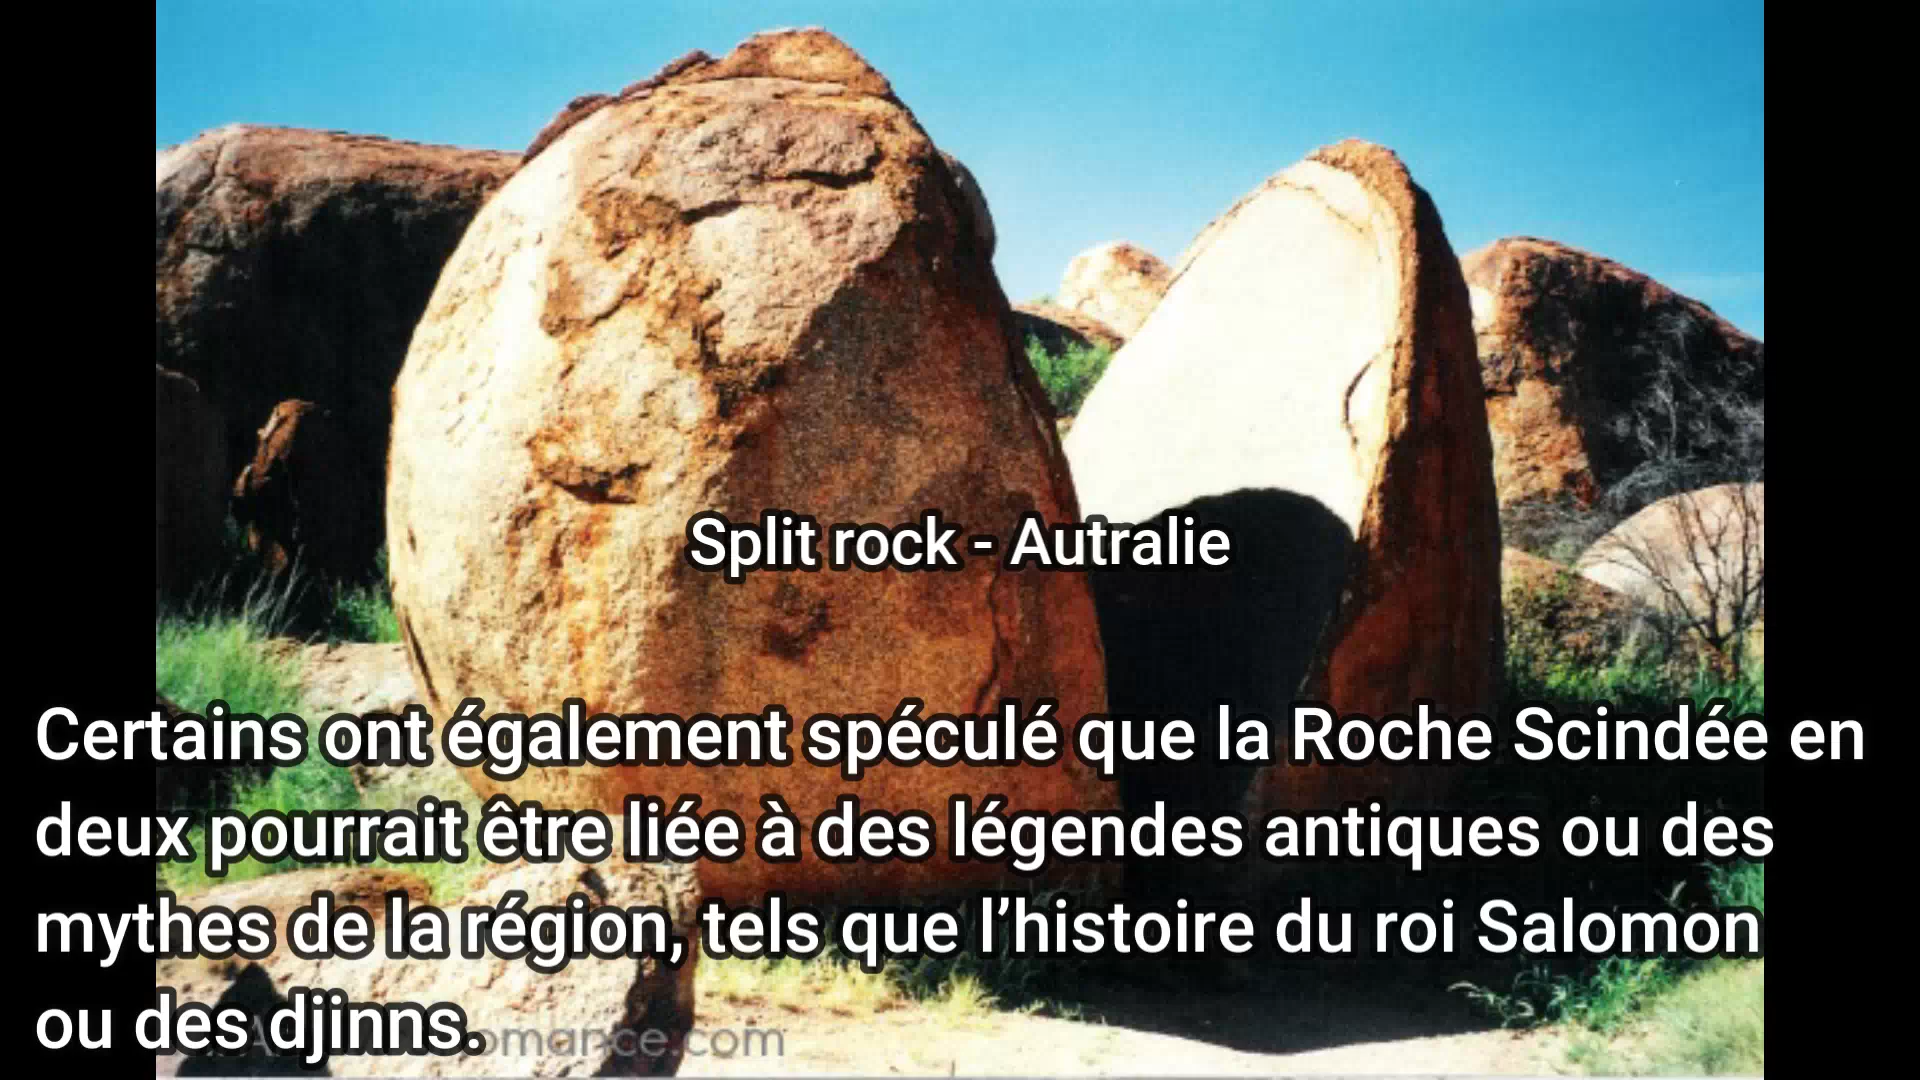 Split rock - Autralie
Certains ont également spéculé que la Roche Scindée en
deux pourrait être liée à des légendes antiques ou des
mythes de la région, tels que l’histoire du roi Salomon
ou des djinns.